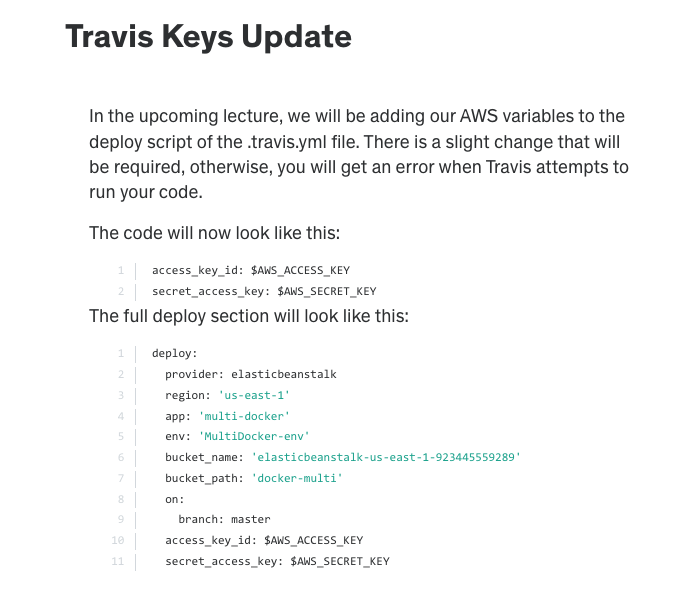 Travis Keys Update
In the upcoming lecture, we will be adding our AWS variables to the
deploy script of the .travis.yml file. There is a slight change that will
be required, otherwise, you will get an error when Travis attempts to
run your code.
The code will now look like this:
1 access_key_id: $AWS_ACCESS_KEY
2 secret_access_key: $AWS_SECRET_KEY
The full deploy section will look like this:
1 deploy:
2 provider: elasticbeanstalk
3 region: 'us-east-1'
4 app: 'multi-docker'
5 env: 'MultiDocker-env'
6 bucket_name: 'elasticbeanstalk-us-east-1-923445559289'
7 bucket_path: 'docker-multi'
8 on:
9 branch: master
10 access_key_id: $AWS_ACCESS_KEY
11 secret_access_key: $AWS_SECRET_KEY